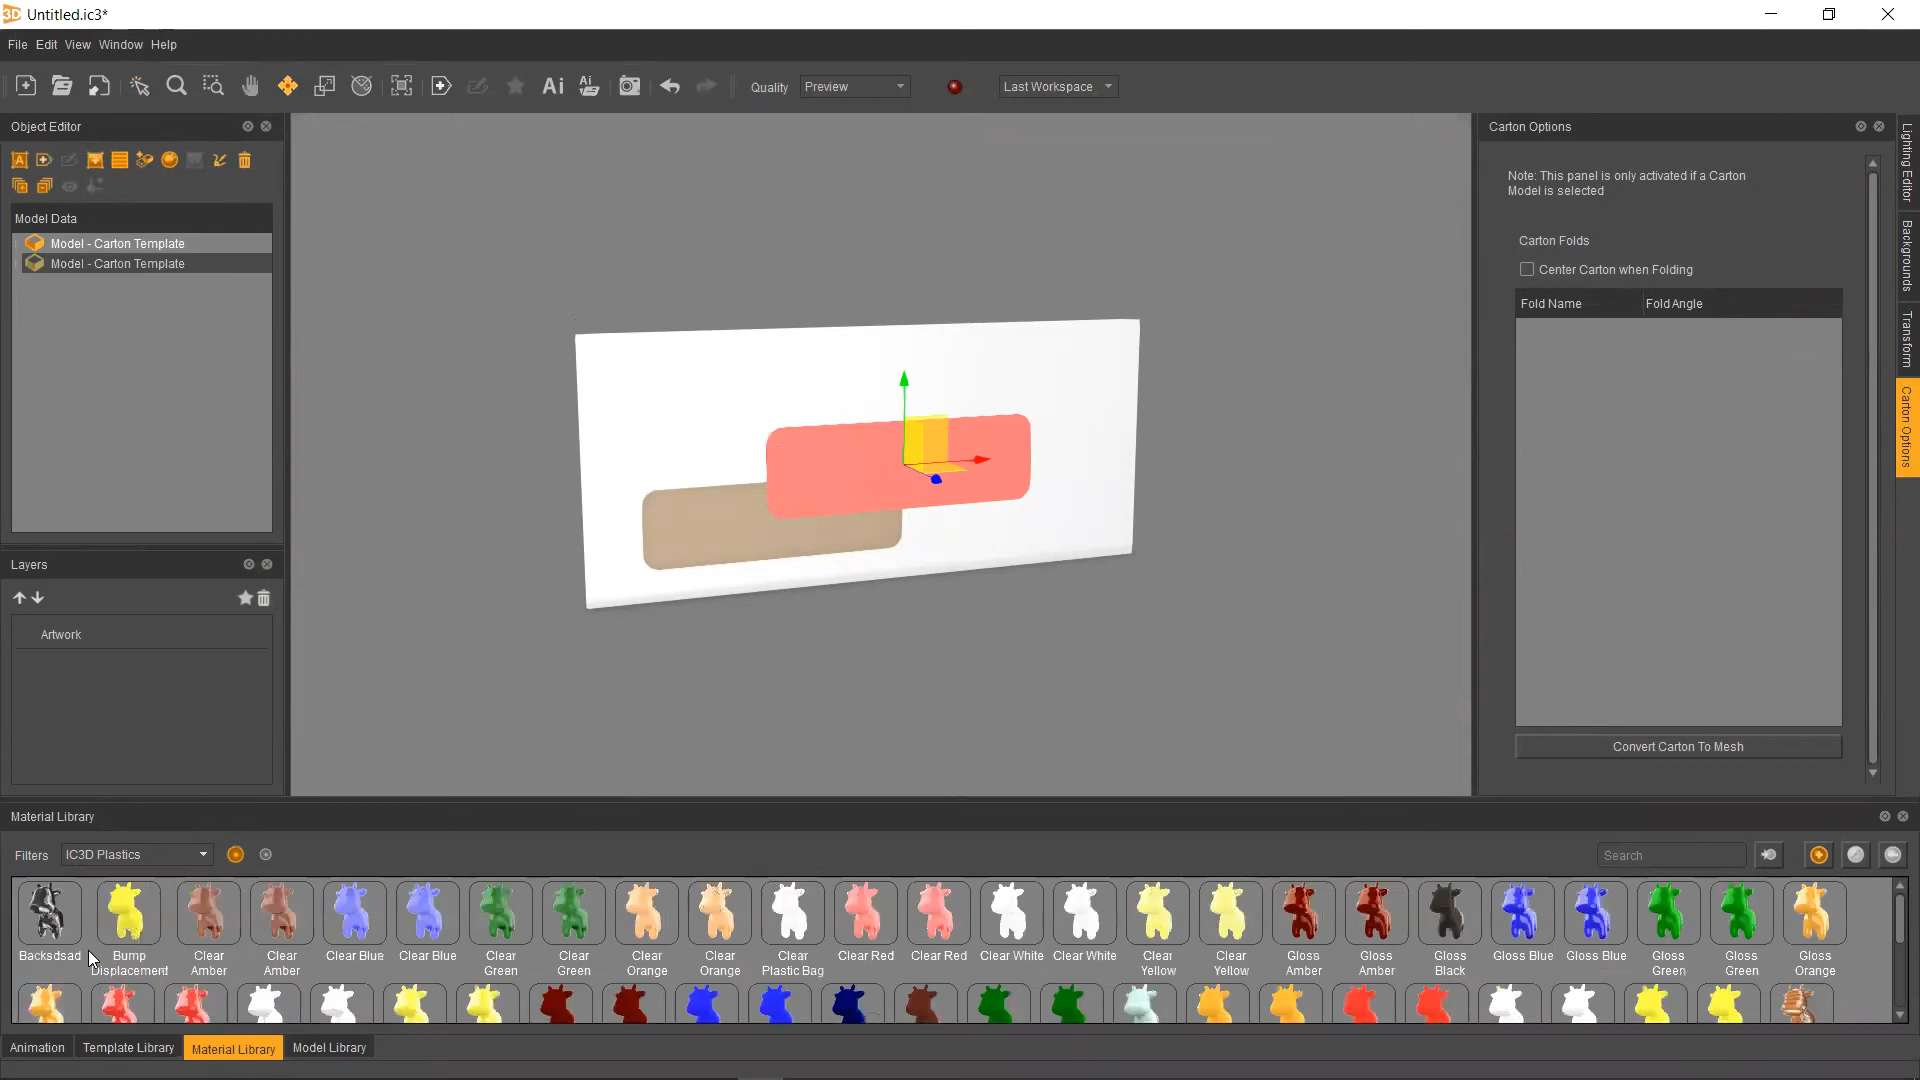 3D Untitled.ic3*
File Edit View Window Help
Ai Ai Quality Preview Last Workspace
Object Editor
A
Model Data
Model - Carton Template
Model - Carton Template
Layers
Artwork
Carton Options
Note: This panel is only activated if a Carton
Model is selected
Carton Folds
Center Carton when Folding
Fold Name Fold Angle
Convert Carton To Mesh
Lighting Editor
Backgrounds
Transform
Carton Options
Material Library
Filters IC3D Plastics Search
Backsdsad Bump Clear Clear Clear Blue Clear Blue Clear Clear Clear Clear Clear Clear Red Clear Red Clear White Clear White Clear Clear Gloss Gloss Gloss Gloss Blue Gloss Blue Gloss Gloss Gloss
Displacement Amber Amber Green Green Orange Orange Plastic Bag Yellow Yellow Amber Amber Black Green Green Orange
Animation Template Library Material Library Model Library